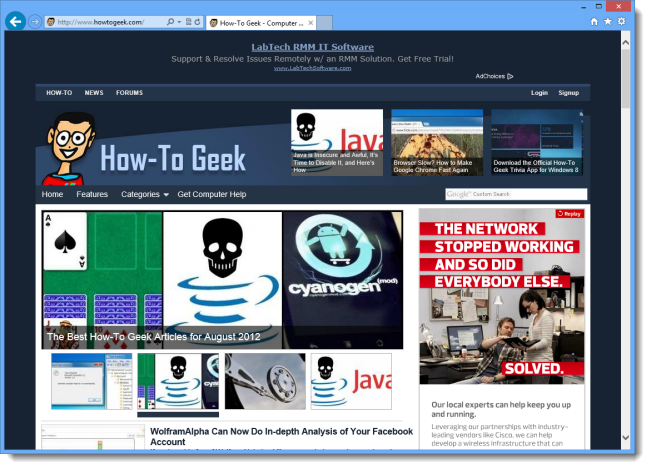 http://www.howtogeek.com/
How-To Geek - Computer ...
LabTech RMM IT Software
Support & Resolve Issues Remotely w/ an RMM Solution. Get Free Trial!
www.LabTechSoftware.com
AdChoices
HOW-TO NEWS FORUMS
Login Signup
How-To Geek
Java
Java is Insecure and Awful, It's
Time to Disable It, and Here's
How
Browser Slow? How to Make
Google Chrome Fast Again
Download the Official How-To
Geek Trivia App for Windows 8
Home Features Categories Get Computer Help
Google™ Custom Search
A
cyanogen(mod)
The Best How-To Geek Articles for August 2012
Java
Replay
THE NETWORK
STOPPED WORKING
AND SO DID
EVERYBODY ELSE.
SOLVED.
Our local experts can help keep you up
and running.
Leveraging our partnerships with industry-
leading vendors like Cisco, we can help
develop a wireless infrastructure that can
WolframAlpha Can Now Do In-depth Analysis of Your Facebook
Account